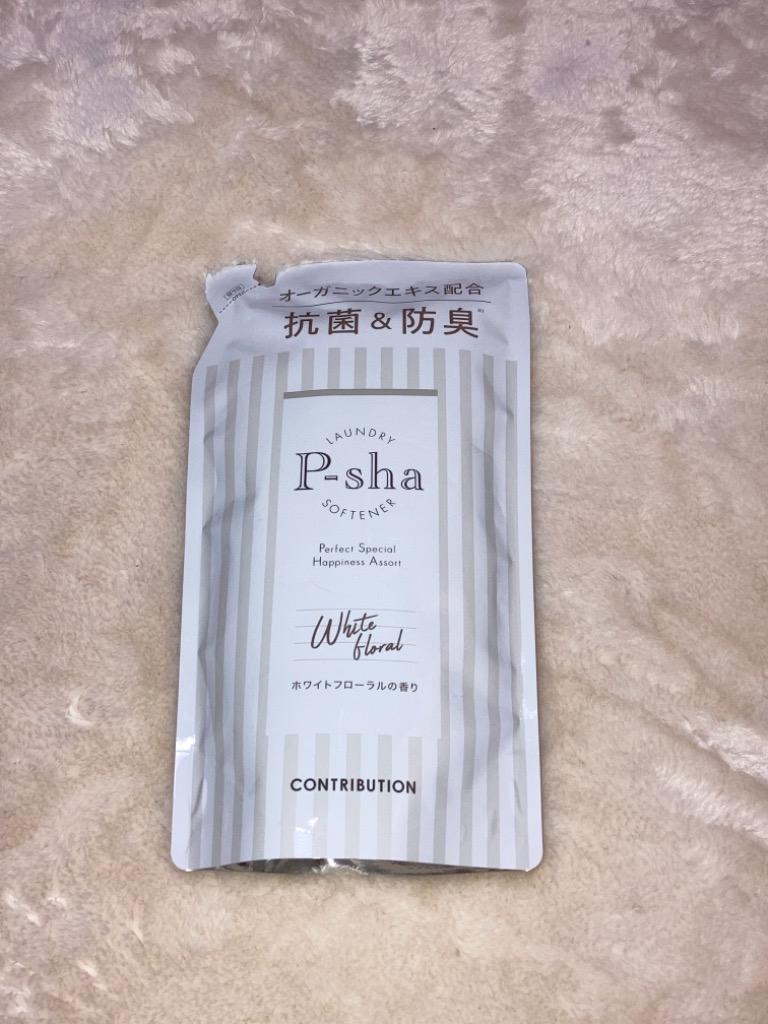 オーガニックエキス配合
抗菌&防臭
OPEN
LAUNDRY
P-sha
SOFTENER
Perfect Special
Happiness Assort
White
floral
ホワイトフローラルの香り
CONTRIBUTION